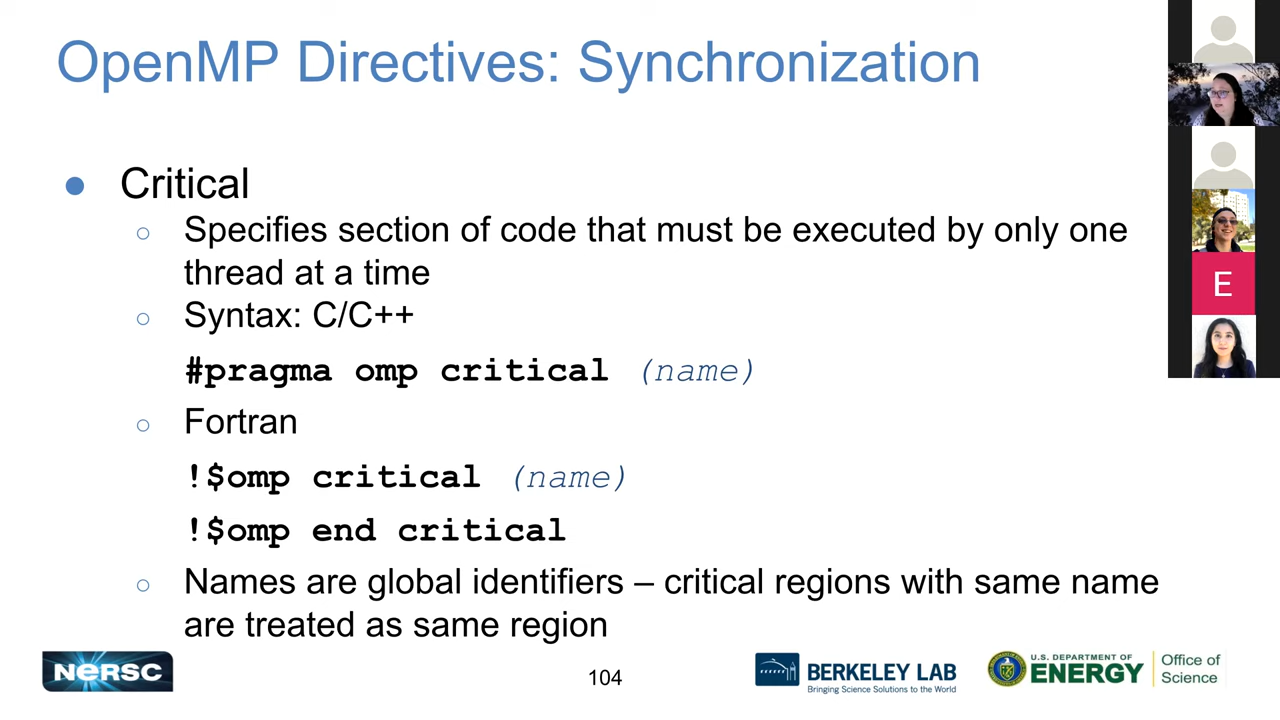 OpenMP Directives: Synchronization
● Critical
○ Specifies section of code that must be executed by only one
thread at a time
○ Syntax: C/C++
#pragma omp critical (name)
○ Fortran
!$omp critical (name)
!$omp end critical
○ Names are global identifiers – critical regions with same name
are treated as same region
E
NERSC
104
BERKELEY LAB
Bringing Science Solutions to the World
U.S. DEPARTMENT OF
ENERGY
Office of
Science